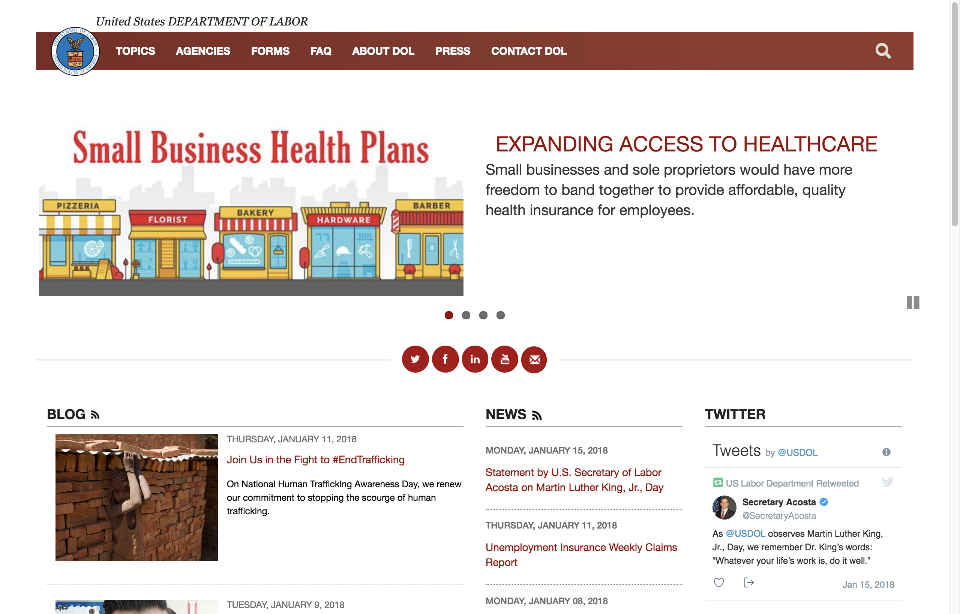 United States DEPARTMENT OF LABOR
TOPICS AGENCIES FORMS FAQ ABOUT DOL PRESS CONTACT DOL
Small Business Health Plans
PIZZERIA
FLORIST
BAKERY
HARDWARE
BARBER
EXPANDING ACCESS TO HEALTHCARE
Small businesses and sole proprietors would have more
freedom to band together to provide affordable, quality
health insurance for employees.
BLOG
THURSDAY, JANUARY 11, 2018
Join Us in the Fight to #EndTrafficking
On National Human Trafficking Awareness Day, we renew
our commitment to stopping the scourge of human
trafficking.
TUESDAY, JANUARY 9, 2018
NEWS
MONDAY, JANUARY 15, 2018
Statement by U.S. Secretary of Labor
Acosta on Martin Luther King, Jr., Day
THURSDAY, JANUARY 11, 2018
Unemployment Insurance Weekly Claims
Report
MONDAY, JANUARY 08, 2018
TWITTER
Tweets by @USDOL
US Labor Department Retweeted
Secretary Acosta
@SecretaryAcosta
As @USDOL observes Martin Luther King,
Jr., Day, we remember Dr. King's words:
"Whatever your life's work is, do it well."
Jan 15, 2018